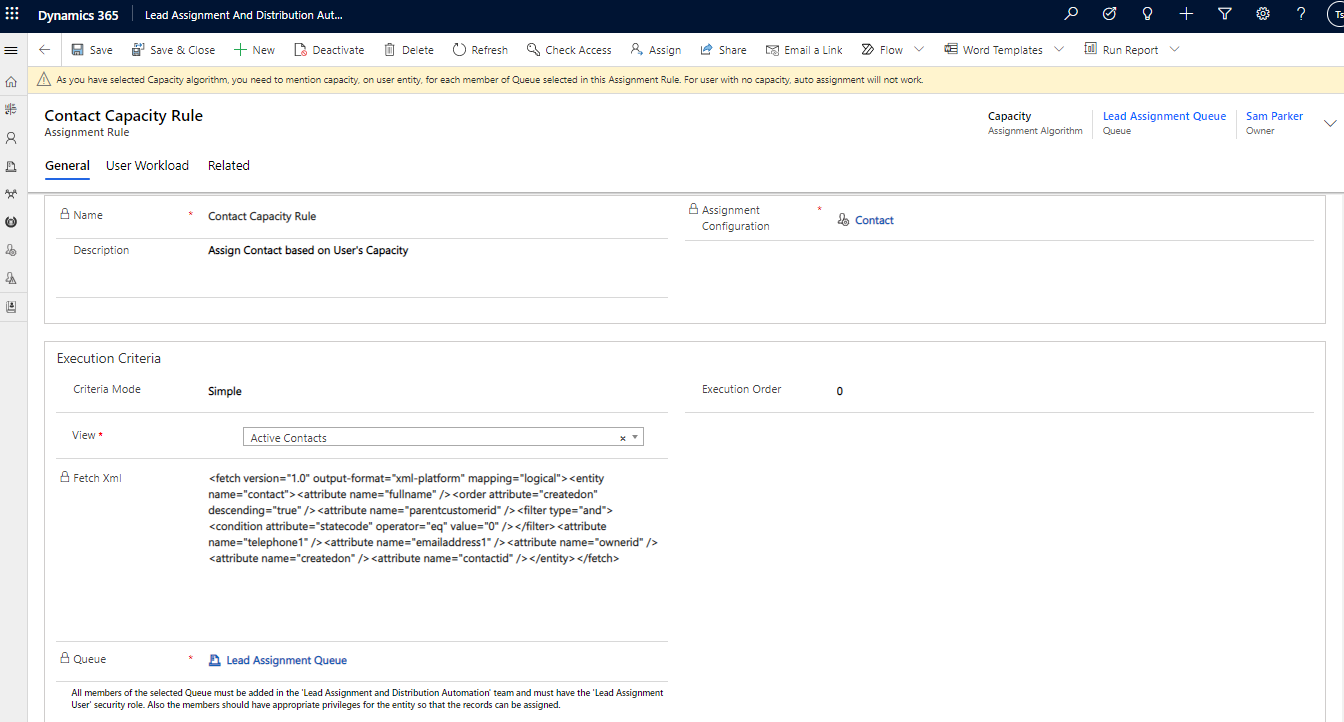 Dynamics 365
Lead Assignment And Distribution Aut...
Ts
Save
Save & Close
New
Deactivate
Delete
Refresh
Check Access
Assign
Share
Email a Link
Flow
Word Templates
Run Report
As you have selected Capacity algorithm, you need to mention capacity, on user entity, for each member of Queue selected in this Assignment Rule. For user with no capacity, auto assignment will not work.
Contact Capacity Rule
Assignment Rule
Capacity
Assignment Algorithm
Lead Assignment Queue
Queue
Sam Parker
Owner
General
User Workload
Related
Name
*
Contact Capacity Rule
Assignment
Configuration
*
Contact
Description
Assign Contact based on User's Capacity
Execution Criteria
Criteria Mode
Simple
Execution Order
0
View *
Active Contacts
×
Fetch Xml
<fetch version="1.0" output-format="xml-platform" mapping="logical"><entity
name="contact"><attribute name="fullname" /><order attribute="createdon"
descending="true" /><attribute name="parentcustomerid" /><filter type="and">
<condition attribute="statecode" operator="eq" value="0" /></filter><attribute
name="telephone1" /><attribute name="emailaddress1" /><attribute name="ownerid" />
<attribute name="createdon" /><attribute name="contactid" /></entity></fetch>
Queue
*
Lead Assignment Queue
All members of the selected Queue must be added in the 'Lead Assignment and Distribution Automation' team and must have the 'Lead Assignment
User' security role. Also the members should have appropriate privileges for the entity so that the records can be assigned.